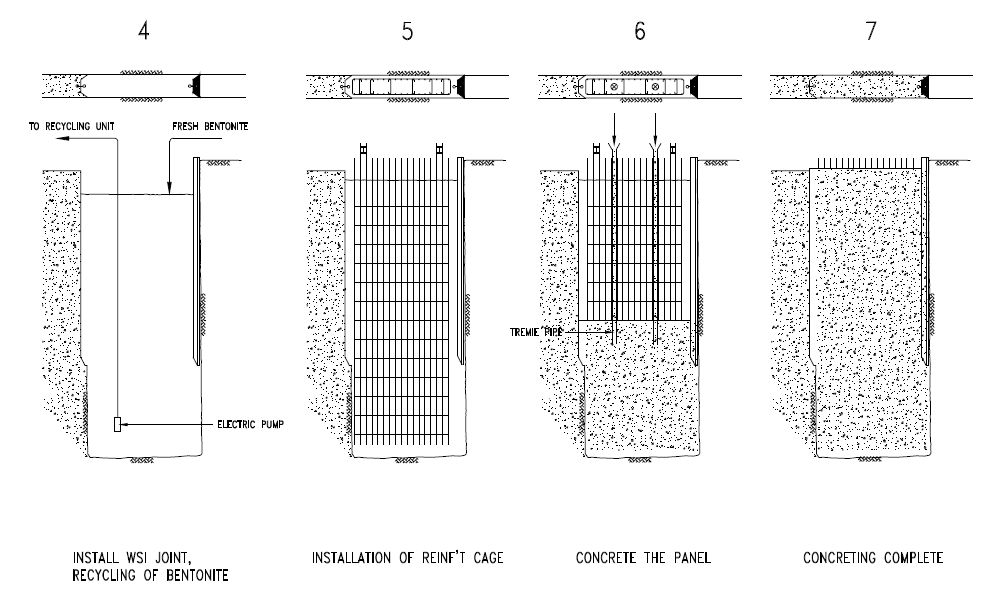 4
5
6
7
TO RECYCLING UNIT
FRESH BENTONITE
TREMIE PIPE
ELECTRIC PUMP
INSTALL WSI JOINT,
RECYCLING OF BENTONITE
INSTALLATION OF REINF'T CAGE
CONCRETE THE PANEL
CONCRETING COMPLETE